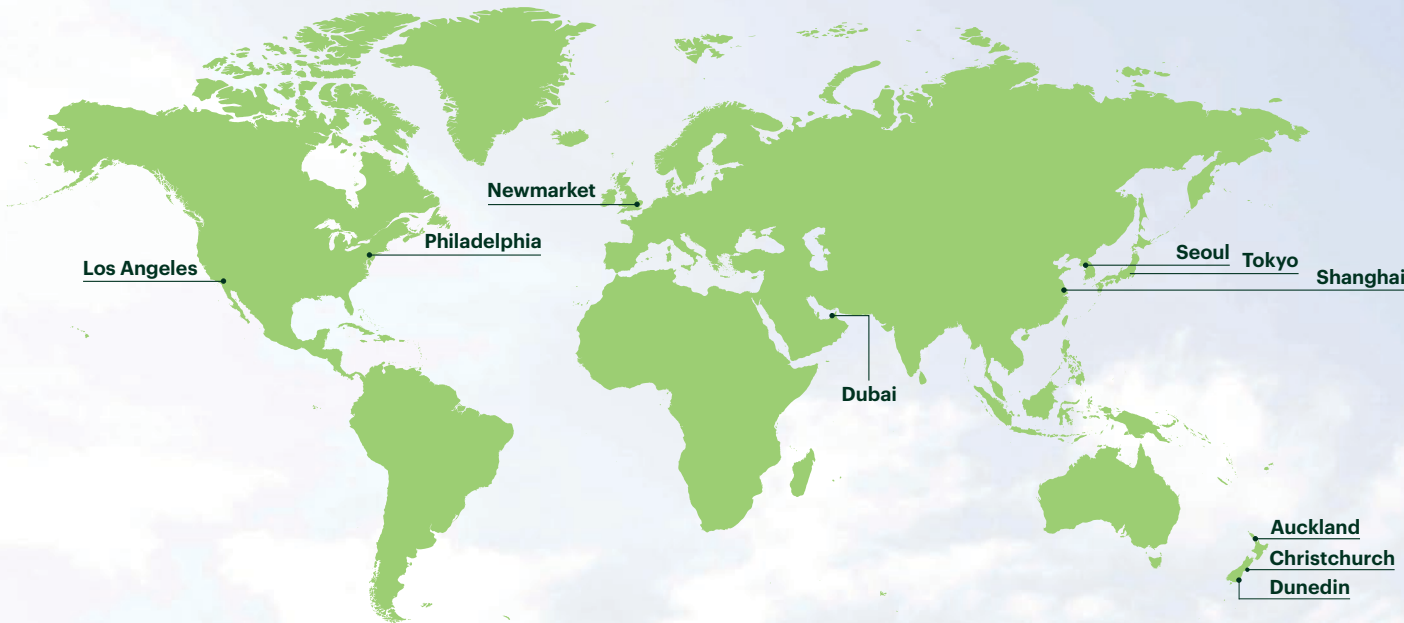 Newmarket
Philadelphia
Los Angeles
Seoul
Tokyo
Shanghai
Dubai
Auckland
Christchurch
Dunedin